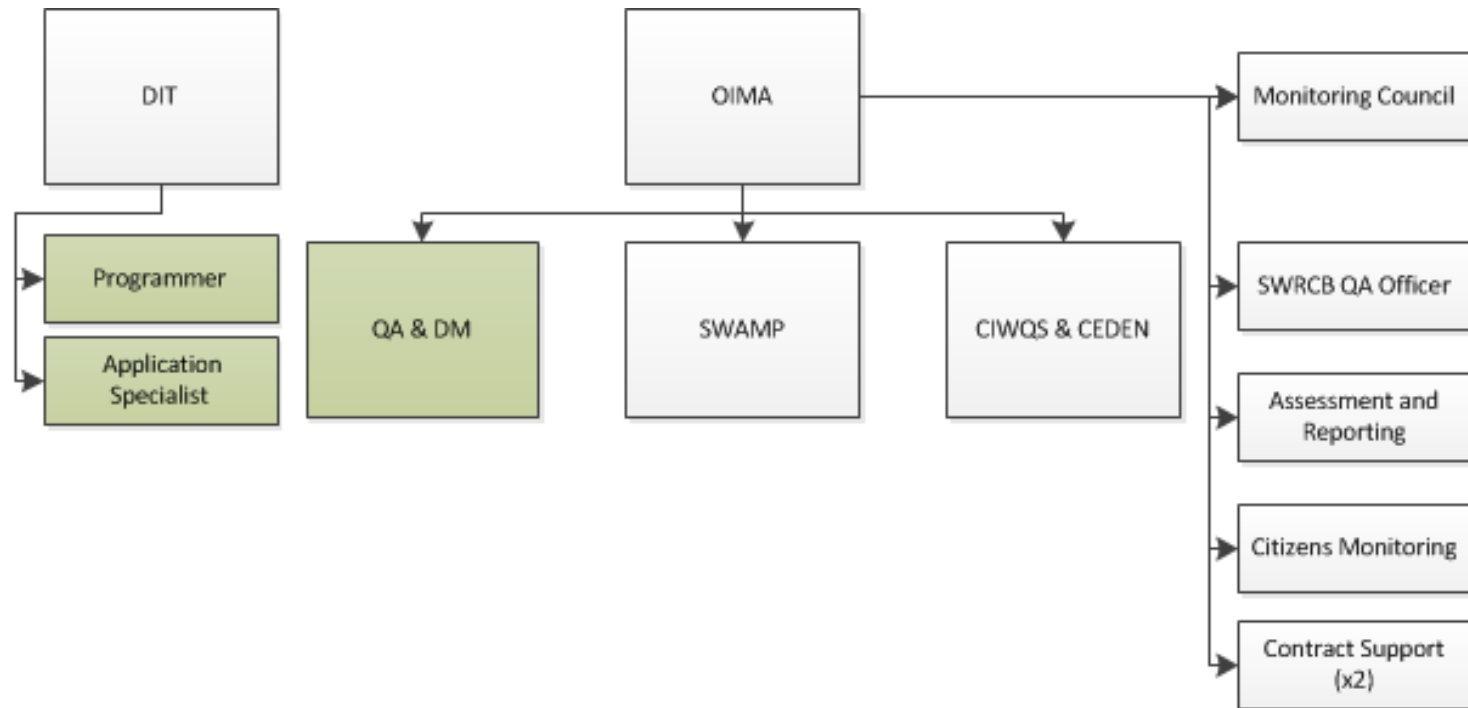 DIT
OIMA
Monitoring Council
Programmer
QA & DM
SWAMP
CIWQS & CEDEN
SWRCB QA Officer
Application
Specialist
Assessment and
Reporting
Citizens Monitoring
Contract Support
(x2)